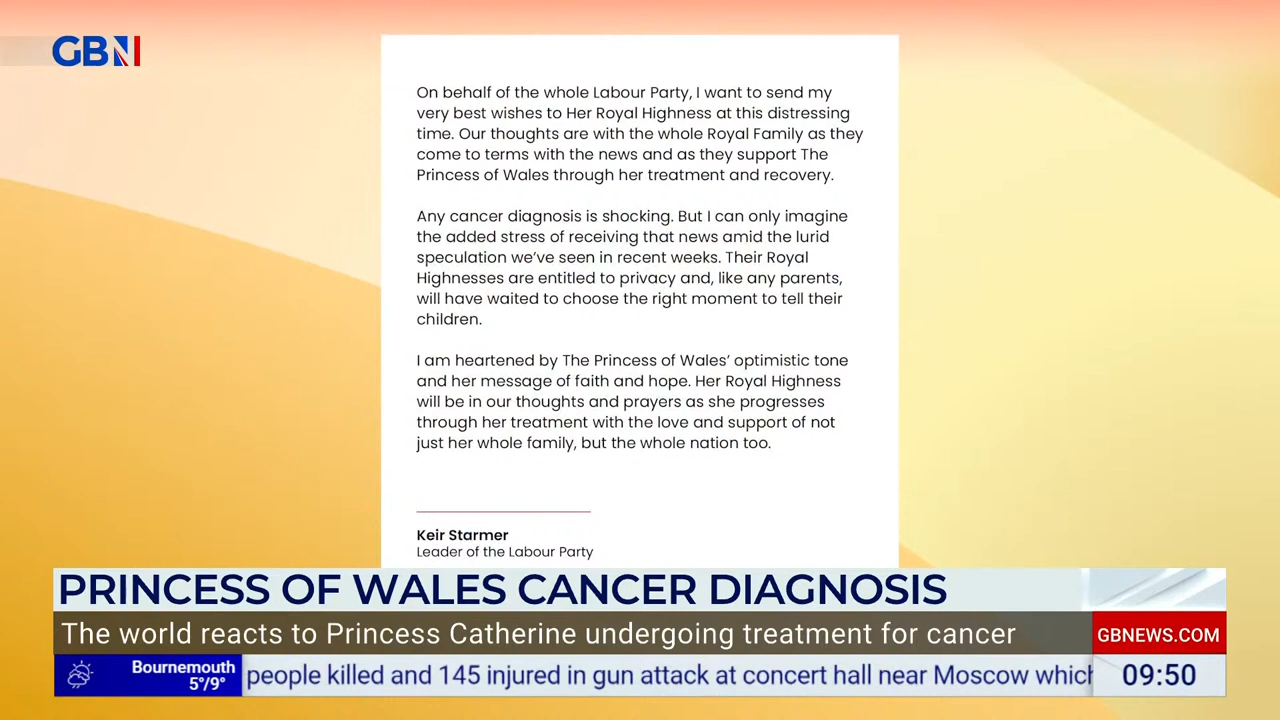 GBN
On behalf of the whole Labour Party, I want to send my
very best wishes to Her Royal Highness at this distressing
time. Our thoughts are with the whole Royal Family as they
come to terms with the news and as they support The
Princess of Wales through her treatment and recovery.
Any cancer diagnosis is shocking. But I can only imagine
the added stress of receiving that news amid the lurid
speculation we've seen in recent weeks. Their Royal
Highnesses are entitled to privacy and, like any parents,
will have waited to choose the right moment to tell their
children.
I am heartened by The Princess of Wales' optimistic tone
and her message of faith and hope. Her Royal Highness
will be in our thoughts and prayers as she progresses
through her treatment with the love and support of not
just her whole family, but the whole nation too.
Keir Starmer
Leader of the Labour Party
PRINCESS OF WALES CANCER DIAGNOSIS
The world reacts to Princess Catherine undergoing treatment for cancer
GBNEWS.COM
Bournemouth
5°/9°
people killed and 145 injured in gun attack at concert hall near Moscow which
09:50